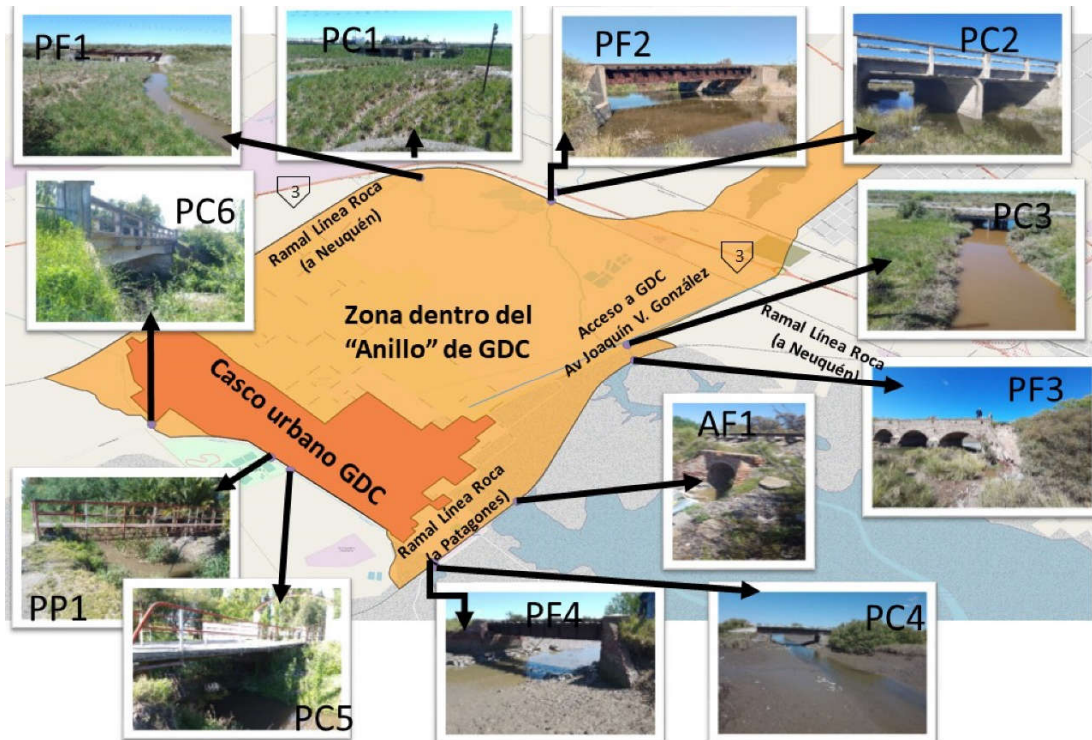 PF1
PC1
PF2
PC2
PC6
3
Ramal Línea Roca
(a Neuquén)
PC3
3
Zona dentro del
“Anillo” de GDC
Acceso a GDC
Av Joaquín V. González
Ramal Línea Roca
(a Neuquén)
Casco urbano GDC
AF1
PF3
Ramal Línea Roca
(a Patagones)
PP1
PC5
PF4
PC4